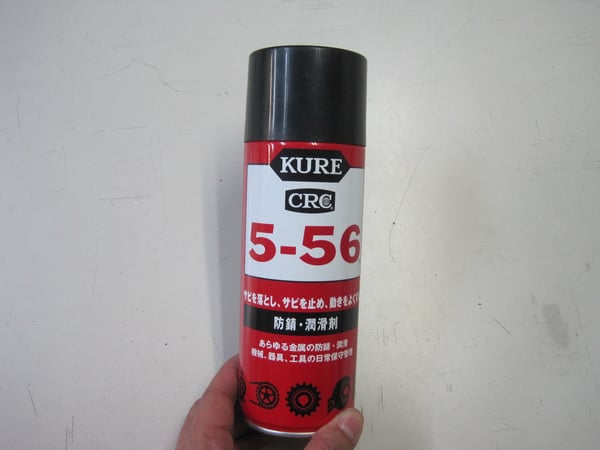 KURE
CRC
5-56
サビを落とし、サビを止め、動きをよくす
防錆・潤滑剤
あらゆる金属の防錆・潤滑
機械、器具、工具の日常保守管理